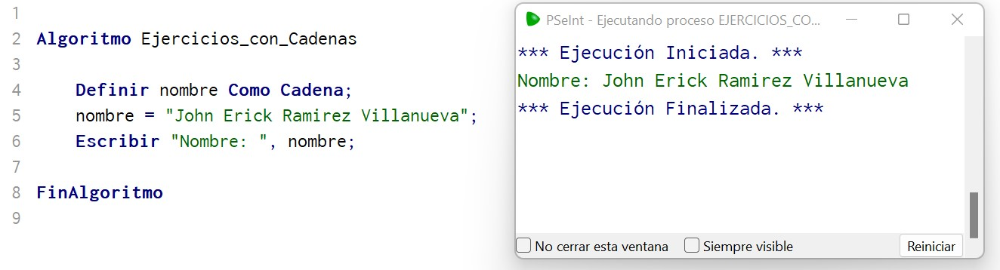 1
2 Algoritmo Ejercicios_con_Cadenas
3
4 Definir nombre Como Cadena;
5 nombre = "John Erick Ramirez Villanueva";
6 Escribir "Nombre: ", nombre;
7
8 FinAlgoritmo
9
PSeInt - Ejecutando proceso EJERCICIOS_CO...
*** Ejecución Iniciada. ***
Nombre: John Erick Ramirez Villanueva
*** Ejecución Finalizada. ***
No cerrar esta ventana Siempre visible Reiniciar